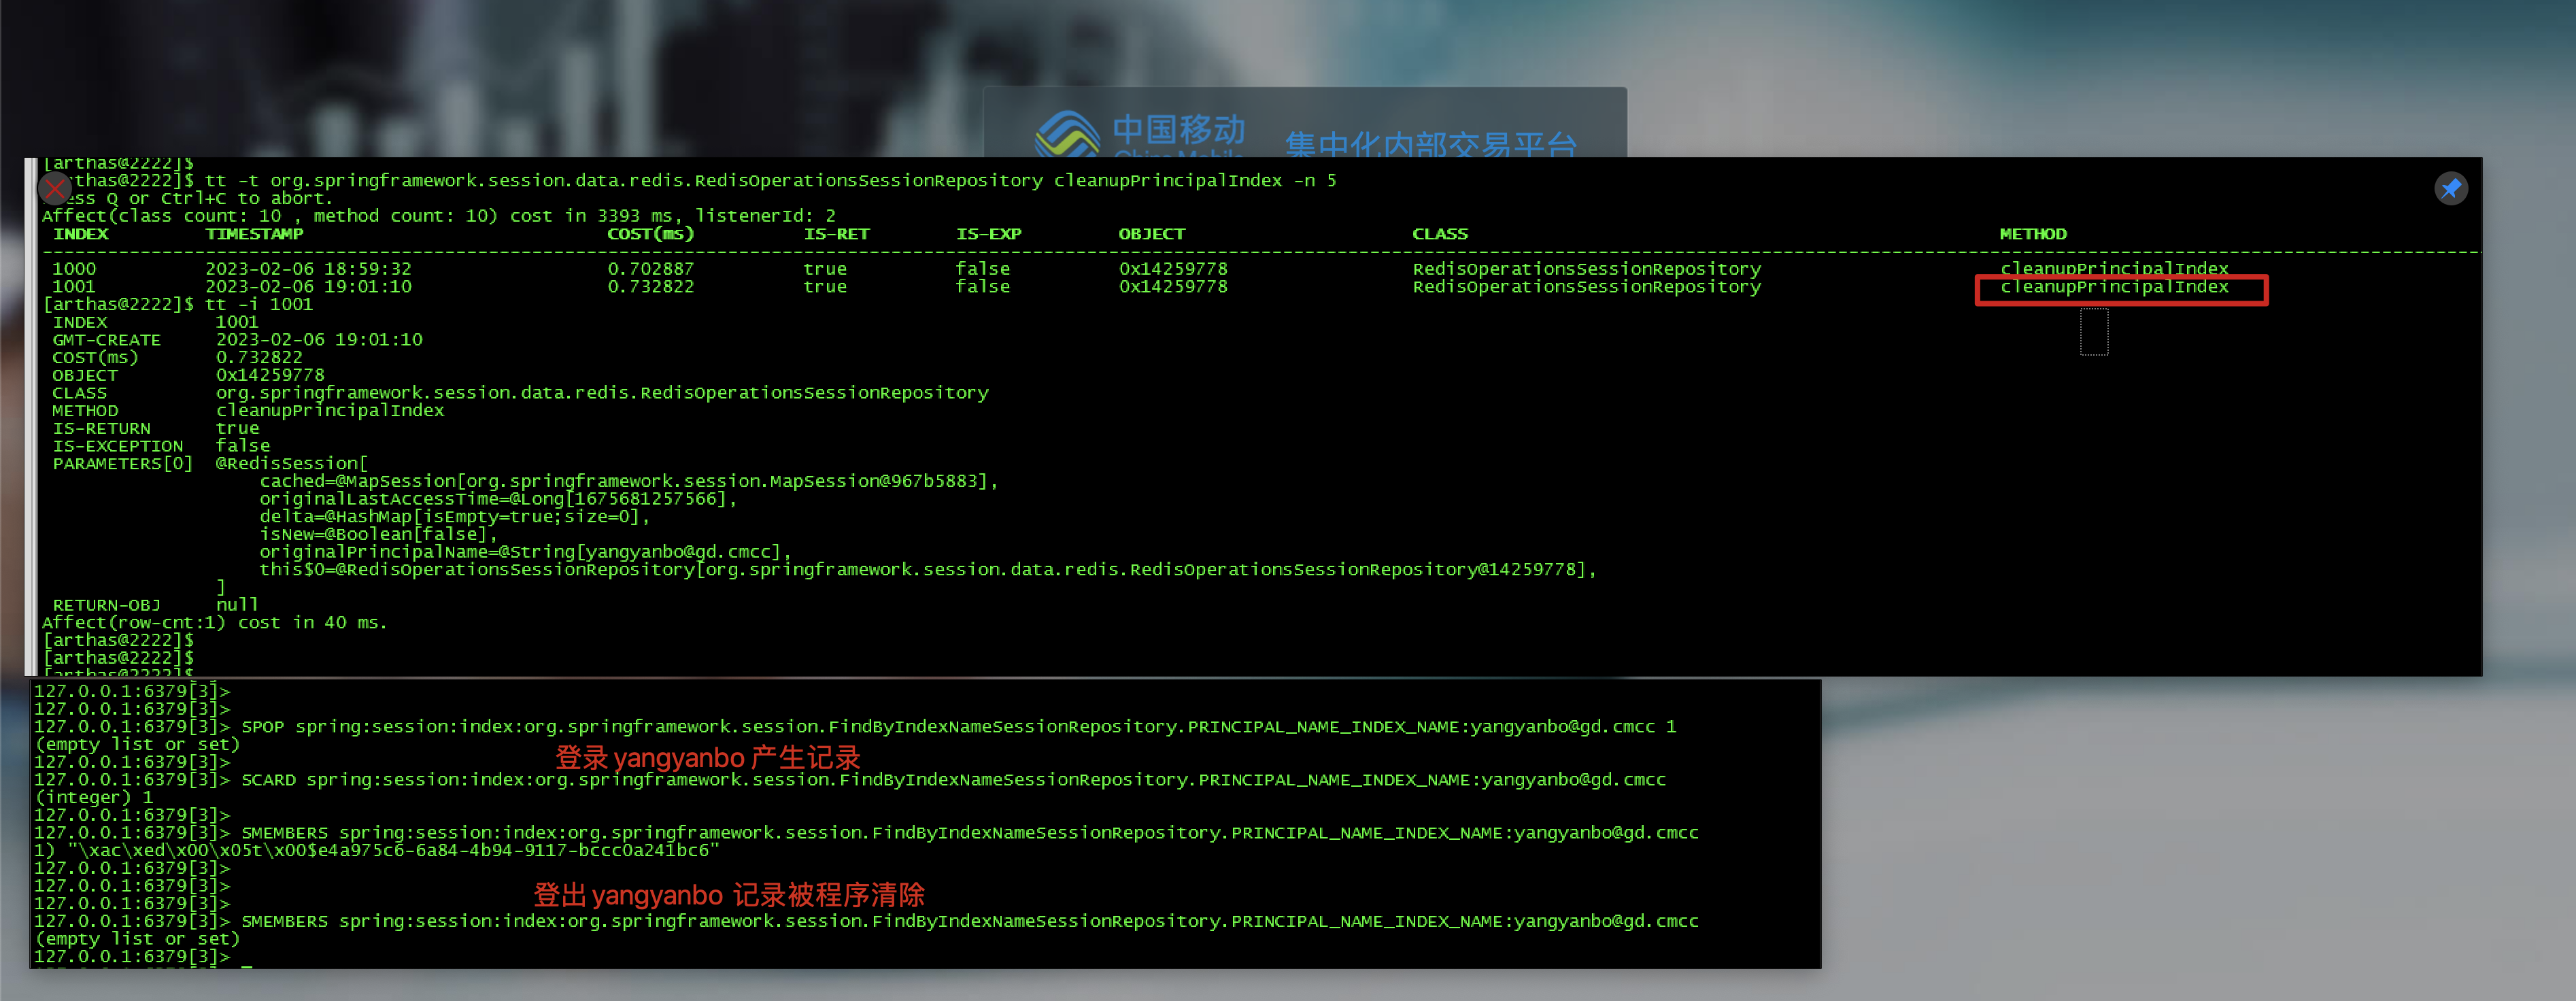 中国移动
China Mobile
集中化内部交易平台
[arthas@2222]$
thas@2222]$ tt -t org.springframework.session.data.redis.RedisOperationsSessionRepository cleanupPrincipalIndex -n 5
ess Q or Ctrl+C to abort.
Affect(class count: 10 , method count: 10) cost in 3393 ms, listenerId: 2
INDEX TIMESTAMP COST(ms) IS-RET IS-EXP OBJECT CLASS METHOD
1000 2023-02-06 18:59:32 0.702887 true false 0x14259778 RedisOperationsSessionRepository cleanupPrincipalIndex
1001 2023-02-06 19:01:10 0.732822 true false 0x14259778 RedisOperationsSessionRepository cleanupPrincipalIndex
[arthas@2222]$ tt -i 1001
INDEX 1001
GMT-CREATE 2023-02-06 19:01:10
COST(ms) 0.732822
OBJECT 0x14259778
CLASS org.springframework.session.data.redis.RedisOperationsSessionRepository
METHOD cleanupPrincipalIndex
IS-RETURN true
IS-EXCEPTION false
PARAMETERS[0] @RedisSession[
cached=@MapSession[org.springframework.session.MapSession@967b5883],
originalLastAccessTime=@Long[1675681257566],
delta=@HashMap[isEmpty=true;size=0],
isNew=@Boolean[false],
originalPrincipalName=@String[yangyanbo@gd.cmcc],
this$0=@RedisOperationsSessionRepository[org.springframework.session.data.redis.RedisOperationsSessionRepository@14259778],
]
RETURN-OBJ null
Affect(row-cnt:1) cost in 40 ms.
[arthas@2222]$
[arthas@2222]$
[arthas@2222]$
127.0.0.1:6379[3]>
127.0.0.1:6379[3]>
127.0.0.1:6379[3]> SPOP spring:session:index:org.springframework.session.FindByIndexNameSessionRepository.PRINCIPAL_NAME_INDEX_NAME:yangyanbo@gd.cmcc 1
(empty list or set)
登录 yangyanbo 产生记录
127.0.0.1:6379[3]>
127.0.0.1:6379[3]> SCARD spring:session:index:org.springframework.session.FindByIndexNameSessionRepository.PRINCIPAL_NAME_INDEX_NAME:yangyanbo@gd.cmcc
(integer) 1
127.0.0.1:6379[3]>
127.0.0.1:6379[3]> SMEMBERS spring:session:index:org.springframework.session.FindByIndexNameSessionRepository.PRINCIPAL_NAME_INDEX_NAME:yangyanbo@gd.cmcc
1) "\xac\xed\x00\x05t\x00$e4a975c6-6a84-4b94-9117-bccc0a241bc6"
127.0.0.1:6379[3]>
127.0.0.1:6379[3]>
登出 yangyanbo 记录被程序清除
127.0.0.1:6379[3]>
127.0.0.1:6379[3]> SMEMBERS spring:session:index:org.springframework.session.FindByIndexNameSessionRepository.PRINCIPAL_NAME_INDEX_NAME:yangyanbo@gd.cmcc
(empty list or set)
127.0.0.1:6379[3]>